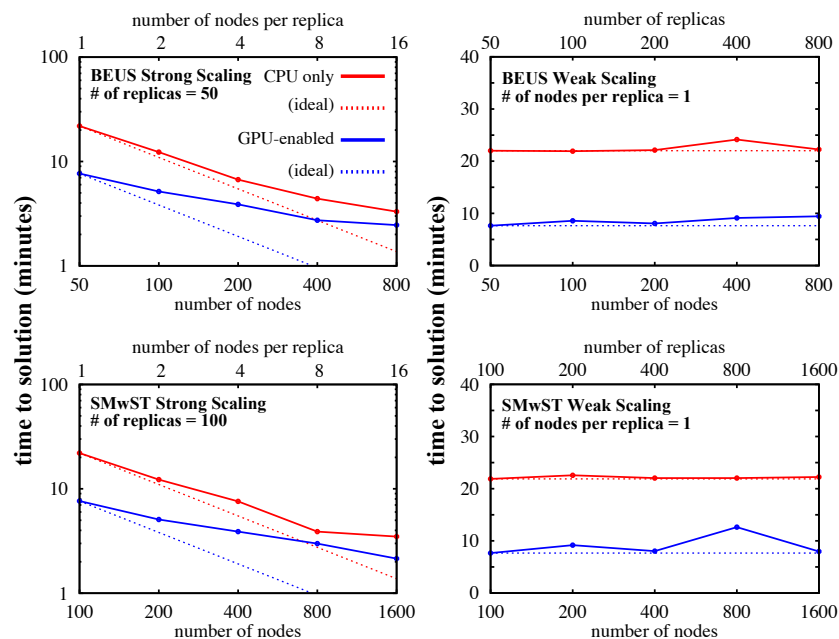 number of nodes per replica
1 2 4 8 16
100
10
1
BEUS Strong Scaling
# of replicas = 50
CPU only
(ideal)
GPU-enabled
(ideal)
50 100 200 400 800
number of nodes
number of replicas
50 100 200 400 800
40
30
20
10
0
BEUS Weak Scaling
# of nodes per replica = 1
50 100 200 400 800
number of nodes
time to solution (minutes)
time to solution (minutes)
number of nodes per replica
1 2 4 8 16
100
10
1
SMwST Strong Scaling
# of replicas = 100
100 200 400 800 1600
number of nodes
number of replicas
100 200 400 800 1600
40
30
20
10
0
SMwST Weak Scaling
# of nodes per replica = 1
100 200 400 800 1600
number of nodes